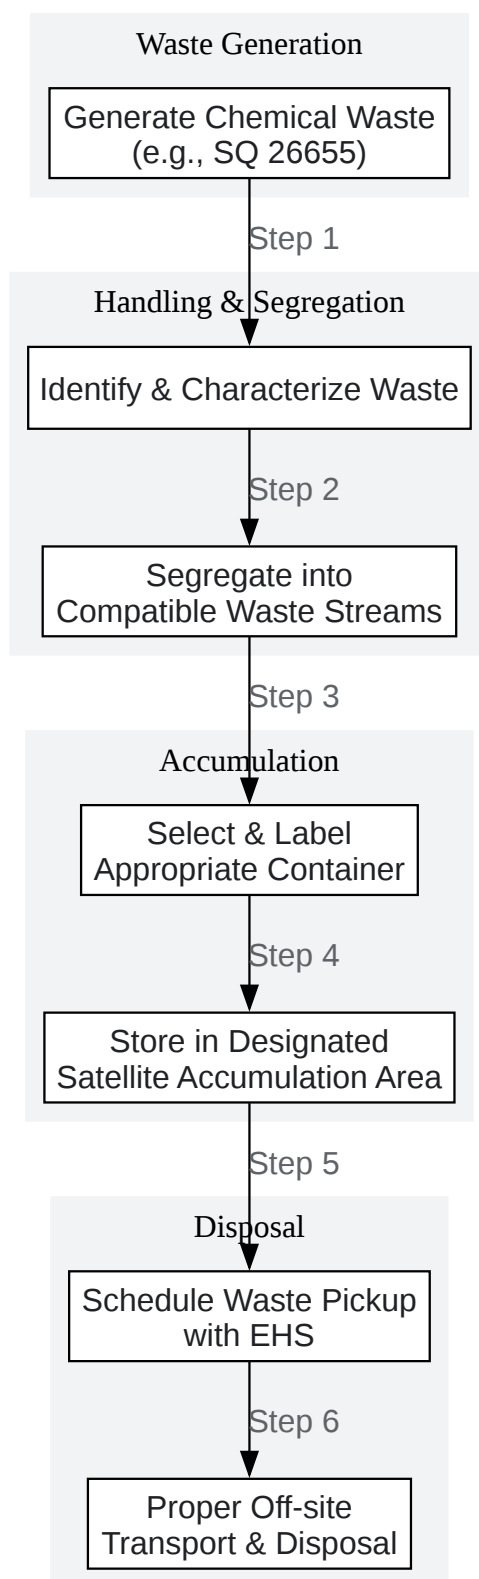 Waste Generation
Generate Chemical Waste
(e.g., SQ 26655)
Step 1
Handling & Segregation
Identify & Characterize Waste
Step 2
Segregate into
Compatible Waste Streams
Step 3
Accumulation
Select & Label
Appropriate Container
Step 4
Store in Designated
Satellite Accumulation Area
Step 5
Disposal
Schedule Waste Pickup
with EHS
Step 6
Proper Off-site
Transport & Disposal